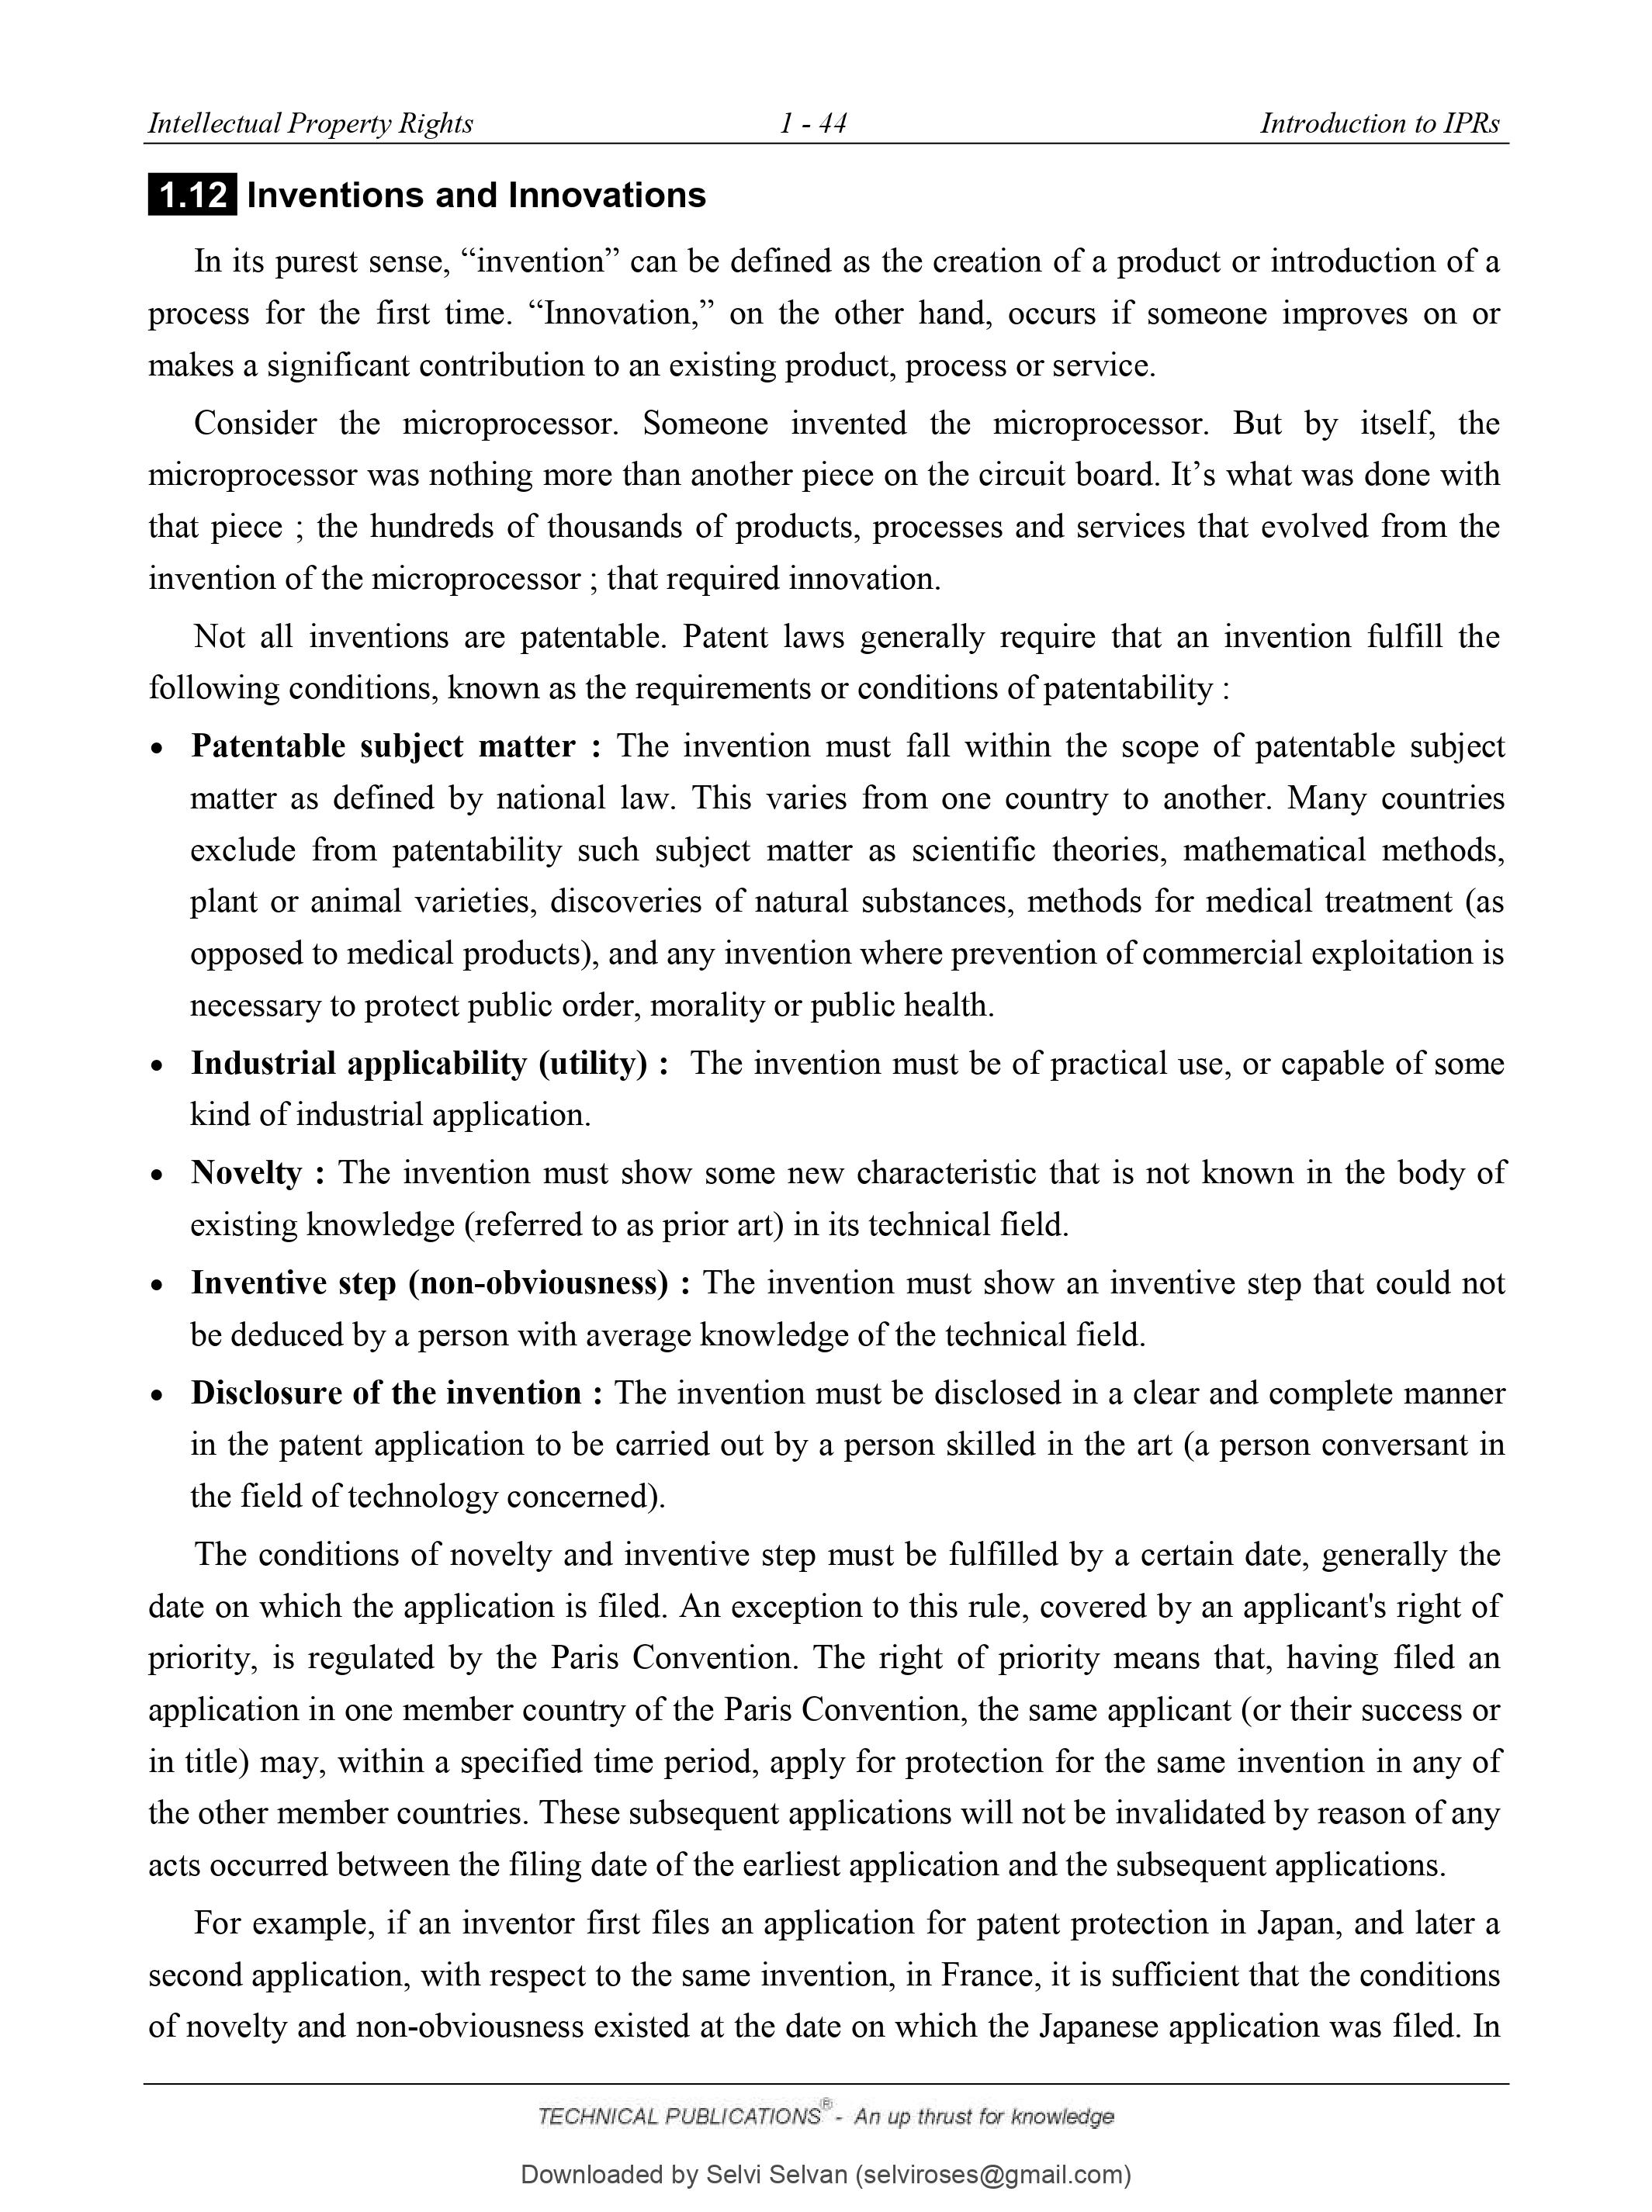 Intellectual Property Rights 1 - 44 Introduction to IPRs
1.12 Inventions and Innovations
In its purest sense, “invention” can be defined as the creation of a product or introduction of a
process for the first time. “Innovation,” on the other hand, occurs if someone improves on or
makes a significant contribution to an existing product, process or service.
Consider the microprocessor. Someone invented the microprocessor. But by itself, the
microprocessor was nothing more than another piece on the circuit board. It’s what was done with
that piece ; the hundreds of thousands of products, processes and services that evolved from the
invention of the microprocessor ; that required innovation.
Not all inventions are patentable. Patent laws generally require that an invention fulfill the
following conditions, known as the requirements or conditions of patentability :
• Patentable subject matter : The invention must fall within the scope of patentable subject
matter as defined by national law. This varies from one country to another. Many countries
exclude from patentability such subject matter as scientific theories, mathematical methods,
plant or animal varieties, discoveries of natural substances, methods for medical treatment (as
opposed to medical products), and any invention where prevention of commercial exploitation is
necessary to protect public order, morality or public health.
• Industrial applicability (utility) : The invention must be of practical use, or capable of some
kind of industrial application.
• Novelty : The invention must show some new characteristic that is not known in the body of
existing knowledge (referred to as prior art) in its technical field.
• Inventive step (non-obviousness) : The invention must show an inventive step that could not
be deduced by a person with average knowledge of the technical field.
• Disclosure of the invention : The invention must be disclosed in a clear and complete manner
in the patent application to be carried out by a person skilled in the art (a person conversant in
the field of technology concerned).
The conditions of novelty and inventive step must be fulfilled by a certain date, generally the
date on which the application is filed. An exception to this rule, covered by an applicant's right of
priority, is regulated by the Paris Convention. The right of priority means that, having filed an
application in one member country of the Paris Convention, the same applicant (or their success or
in title) may, within a specified time period, apply for protection for the same invention in any of
the other member countries. These subsequent applications will not be invalidated by reason of any
acts occurred between the filing date of the earliest application and the subsequent applications.
For example, if an inventor first files an application for patent protection in Japan, and later a
second application, with respect to the same invention, in France, it is sufficient that the conditions
of novelty and non-obviousness existed at the date on which the Japanese application was filed. In
TECHNICAL PUBLICATIONS® - An up thrust for knowledge
Downloaded by Selvi Selvan (selviroses@gmail.com)